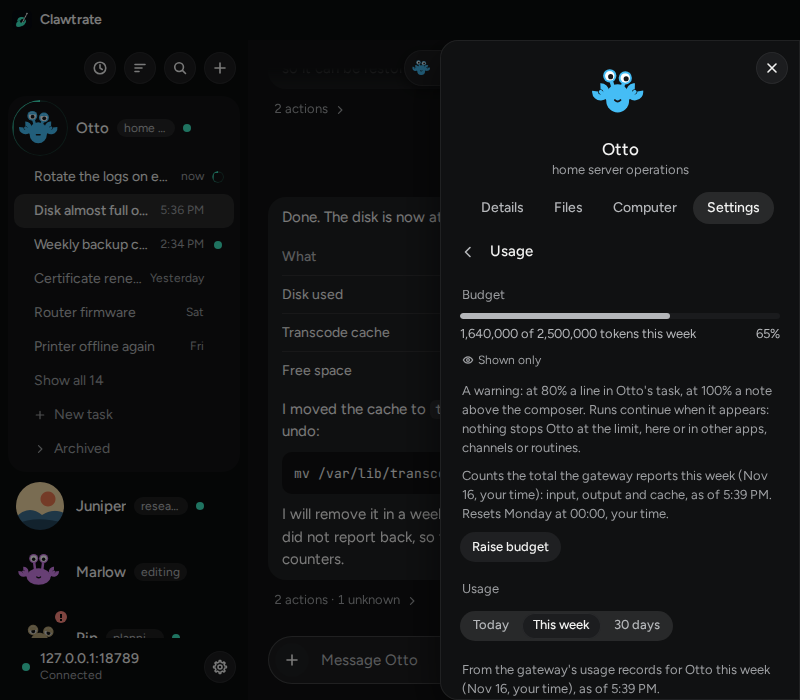 Clawtrate
Otto
home ...
Rotate the logs on e... now
Disk almost full o... 5:36 PM
Weekly backup c... 2:34 PM
Certificate rene... Yesterday
Router firmware Sat
Printer offline again Fri
Show all 14
New task
Archived
Juniper resea...
Marlow editing
Pip planni...
127.0.0.1:18789
Connected
2 actions
Done. The disk is now at
What
Disk used
Transcode cache
Free space
I moved the cache to
undo:
mv /var/lib/transc
I will remove it in a week
did not report back, so
counters.
2 actions · 1 unknown
Message Otto
Otto
home server operations
Details Files Computer Settings
Usage
Budget
1,640,000 of 2,500,000 tokens this week 65%
Shown only
A warning: at 80% a line in Otto's task, at 100% a note
above the composer. Runs continue when it appears:
nothing stops Otto at the limit, here or in other apps,
channels or routines.
Counts the total the gateway reports this week (Nov
16, your time): input, output and cache, as of 5:39 PM.
Resets Monday at 00:00, your time.
Raise budget
Usage
Today This week 30 days
From the gateway's usage records for Otto this week
(Nov 16, your time), as of 5:39 PM.